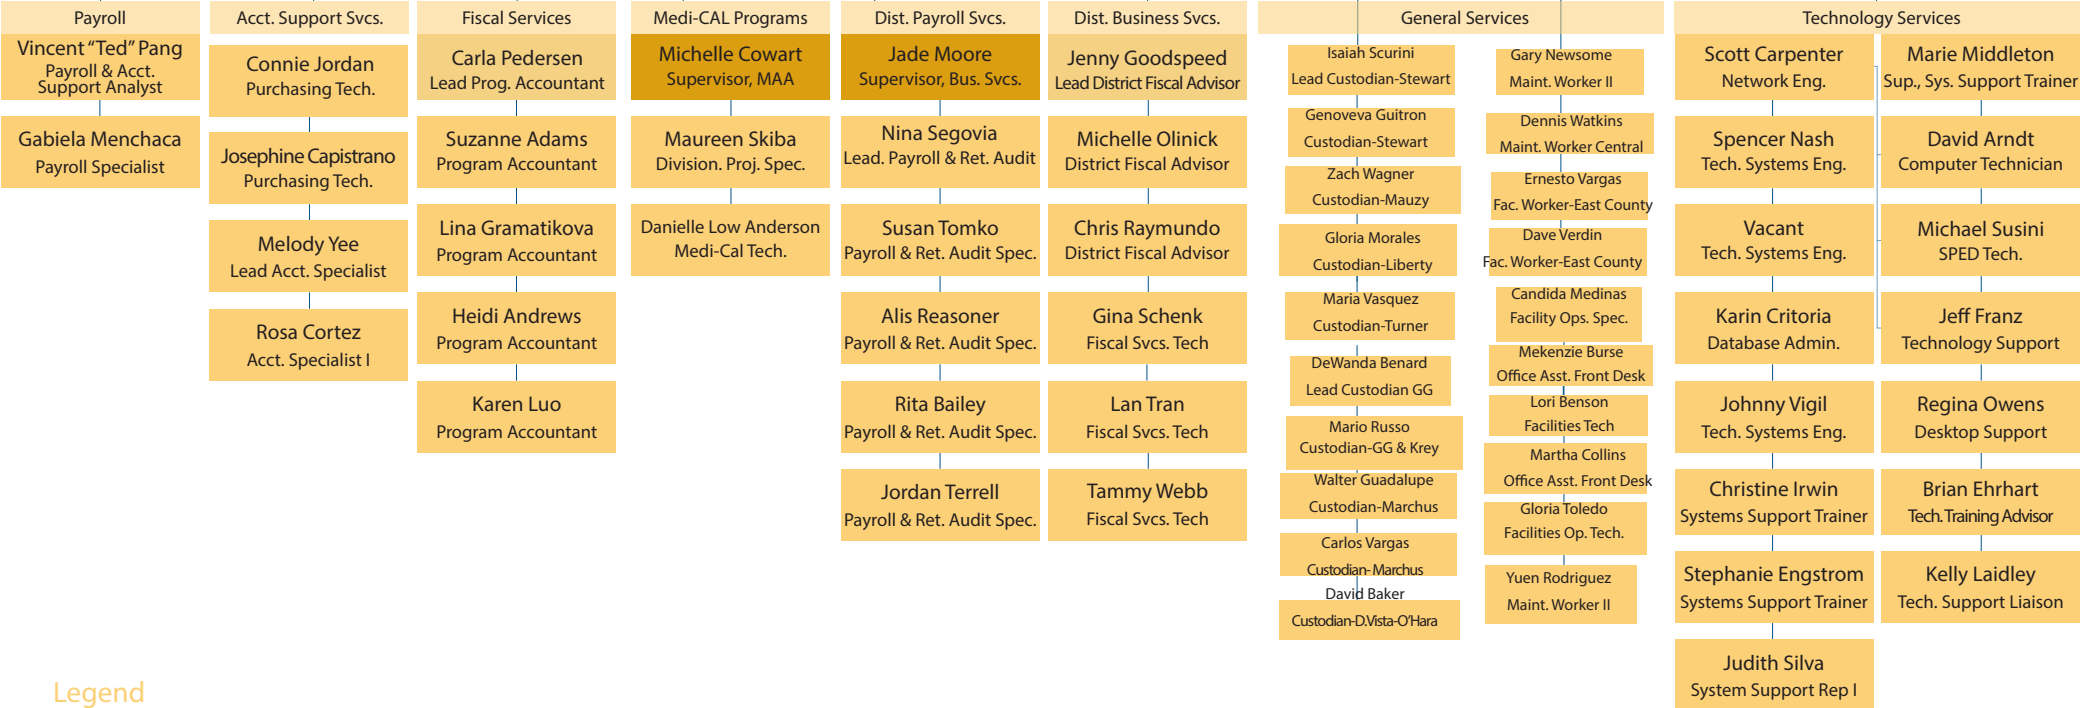 Payroll
Vincent “Ted” Pang
Payroll & Acct.
Support Analyst
Gabiela Menchaca
Payroll Specialist
Acct. Support Svcs.
Connie Jordan
Purchasing Tech.
Josephine Capistrano
Purchasing Tech.
Melody Yee
Lead Acct. Specialist
Rosa Cortez
Acct. Specialist I
Fiscal Services
Carla Pedersen
Lead Prog. Accountant
Suzanne Adams
Program Accountant
Lina Gramatikova
Program Accountant
Heidi Andrews
Program Accountant
Karen Luo
Program Accountant
Medi-CAL Programs
Michelle Cowart
Supervisor, MAA
Maureen Skiba
Division. Proj. Spec.
Danielle Low Anderson
Medi-Cal Tech.
Dist. Payroll Svcs.
Jade Moore
Supervisor, Bus. Svcs.
Nina Segovia
Lead. Payroll & Ret. Audit
Susan Tomko
Payroll & Ret. Audit Spec.
Alis Reasoner
Payroll & Ret. Audit Spec.
Rita Bailey
Payroll & Ret. Audit Spec.
Jordan Terrell
Payroll & Ret. Audit Spec.
Dist. Business Svcs.
Jenny Goodspeed
Lead District Fiscal Advisor
Michelle Olinick
District Fiscal Advisor
Chris Raymundo
District Fiscal Advisor
Gina Schenk
Fiscal Svcs. Tech
Lan Tran
Fiscal Svcs. Tech
Tammy Webb
Fiscal Svcs. Tech
General Services
Isaiah Scurini
Lead Custodian-Stewart
Genoveva Guitron
Custodian-Stewart
Zach Wagner
Custodian-Mauzy
Gloria Morales
Custodian-Liberty
Maria Vasquez
Custodian-Turner
DeWanda Benard
Lead Custodian GG
Mario Russo
Custodian-GG & Krey
Walter Guadalupe
Custodian-Marchus
Carlos Vargas
Custodian- Marchus
David Baker
Custodian-D.Vista-O’Hara
Gary Newsome
Maint. Worker II
Dennis Watkins
Maint. Worker Central
Ernesto Vargas
Fac. Worker-East County
Dave Verdin
Fac. Worker-East County
Candida Medinas
Facility Ops. Spec.
Mekenzie Burse
Office Asst. Front Desk
Lori Benson
Facilities Tech
Martha Collins
Office Asst. Front Desk
Gloria Toledo
Facilities Op. Tech.
Yuen Rodriguez
Maint. Worker II
Technology Services
Scott Carpenter
Network Eng.
Spencer Nash
Tech. Systems Eng.
Vacant
Tech. Systems Eng.
Karin Critoria
Database Admin.
Johnny Vigil
Tech. Systems Eng.
Christine Irwin
Systems Support Trainer
Stephanie Engstrom
Systems Support Trainer
Judith Silva
System Support Rep I
Marie Middleton
Sup., Sys. Support Trainer
David Arndt
Computer Technician
Michael Susini
SPED Tech.
Jeff Franz
Technology Support
Regina Owens
Desktop Support
Brian Ehrhart
Tech. Training Advisor
Kelly Laidley
Tech. Support Liaison
Legend